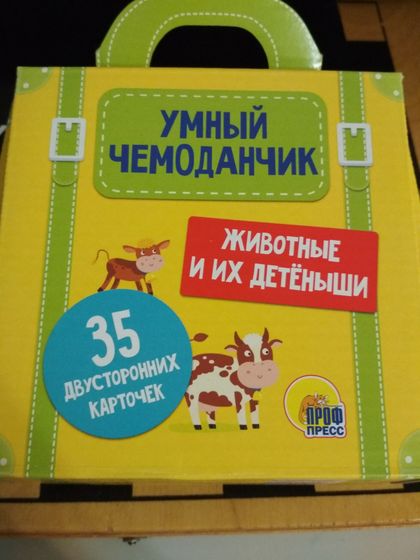 УМНЫЙ
ЧЕМОДАНЧИК
ЖИВОТНЫЕ
И ИХ ДЕТЁНЫШИ
35
ДВУСТОРОННИХ
КАРТОЧЕК
ПРОФ
ПРЕСС